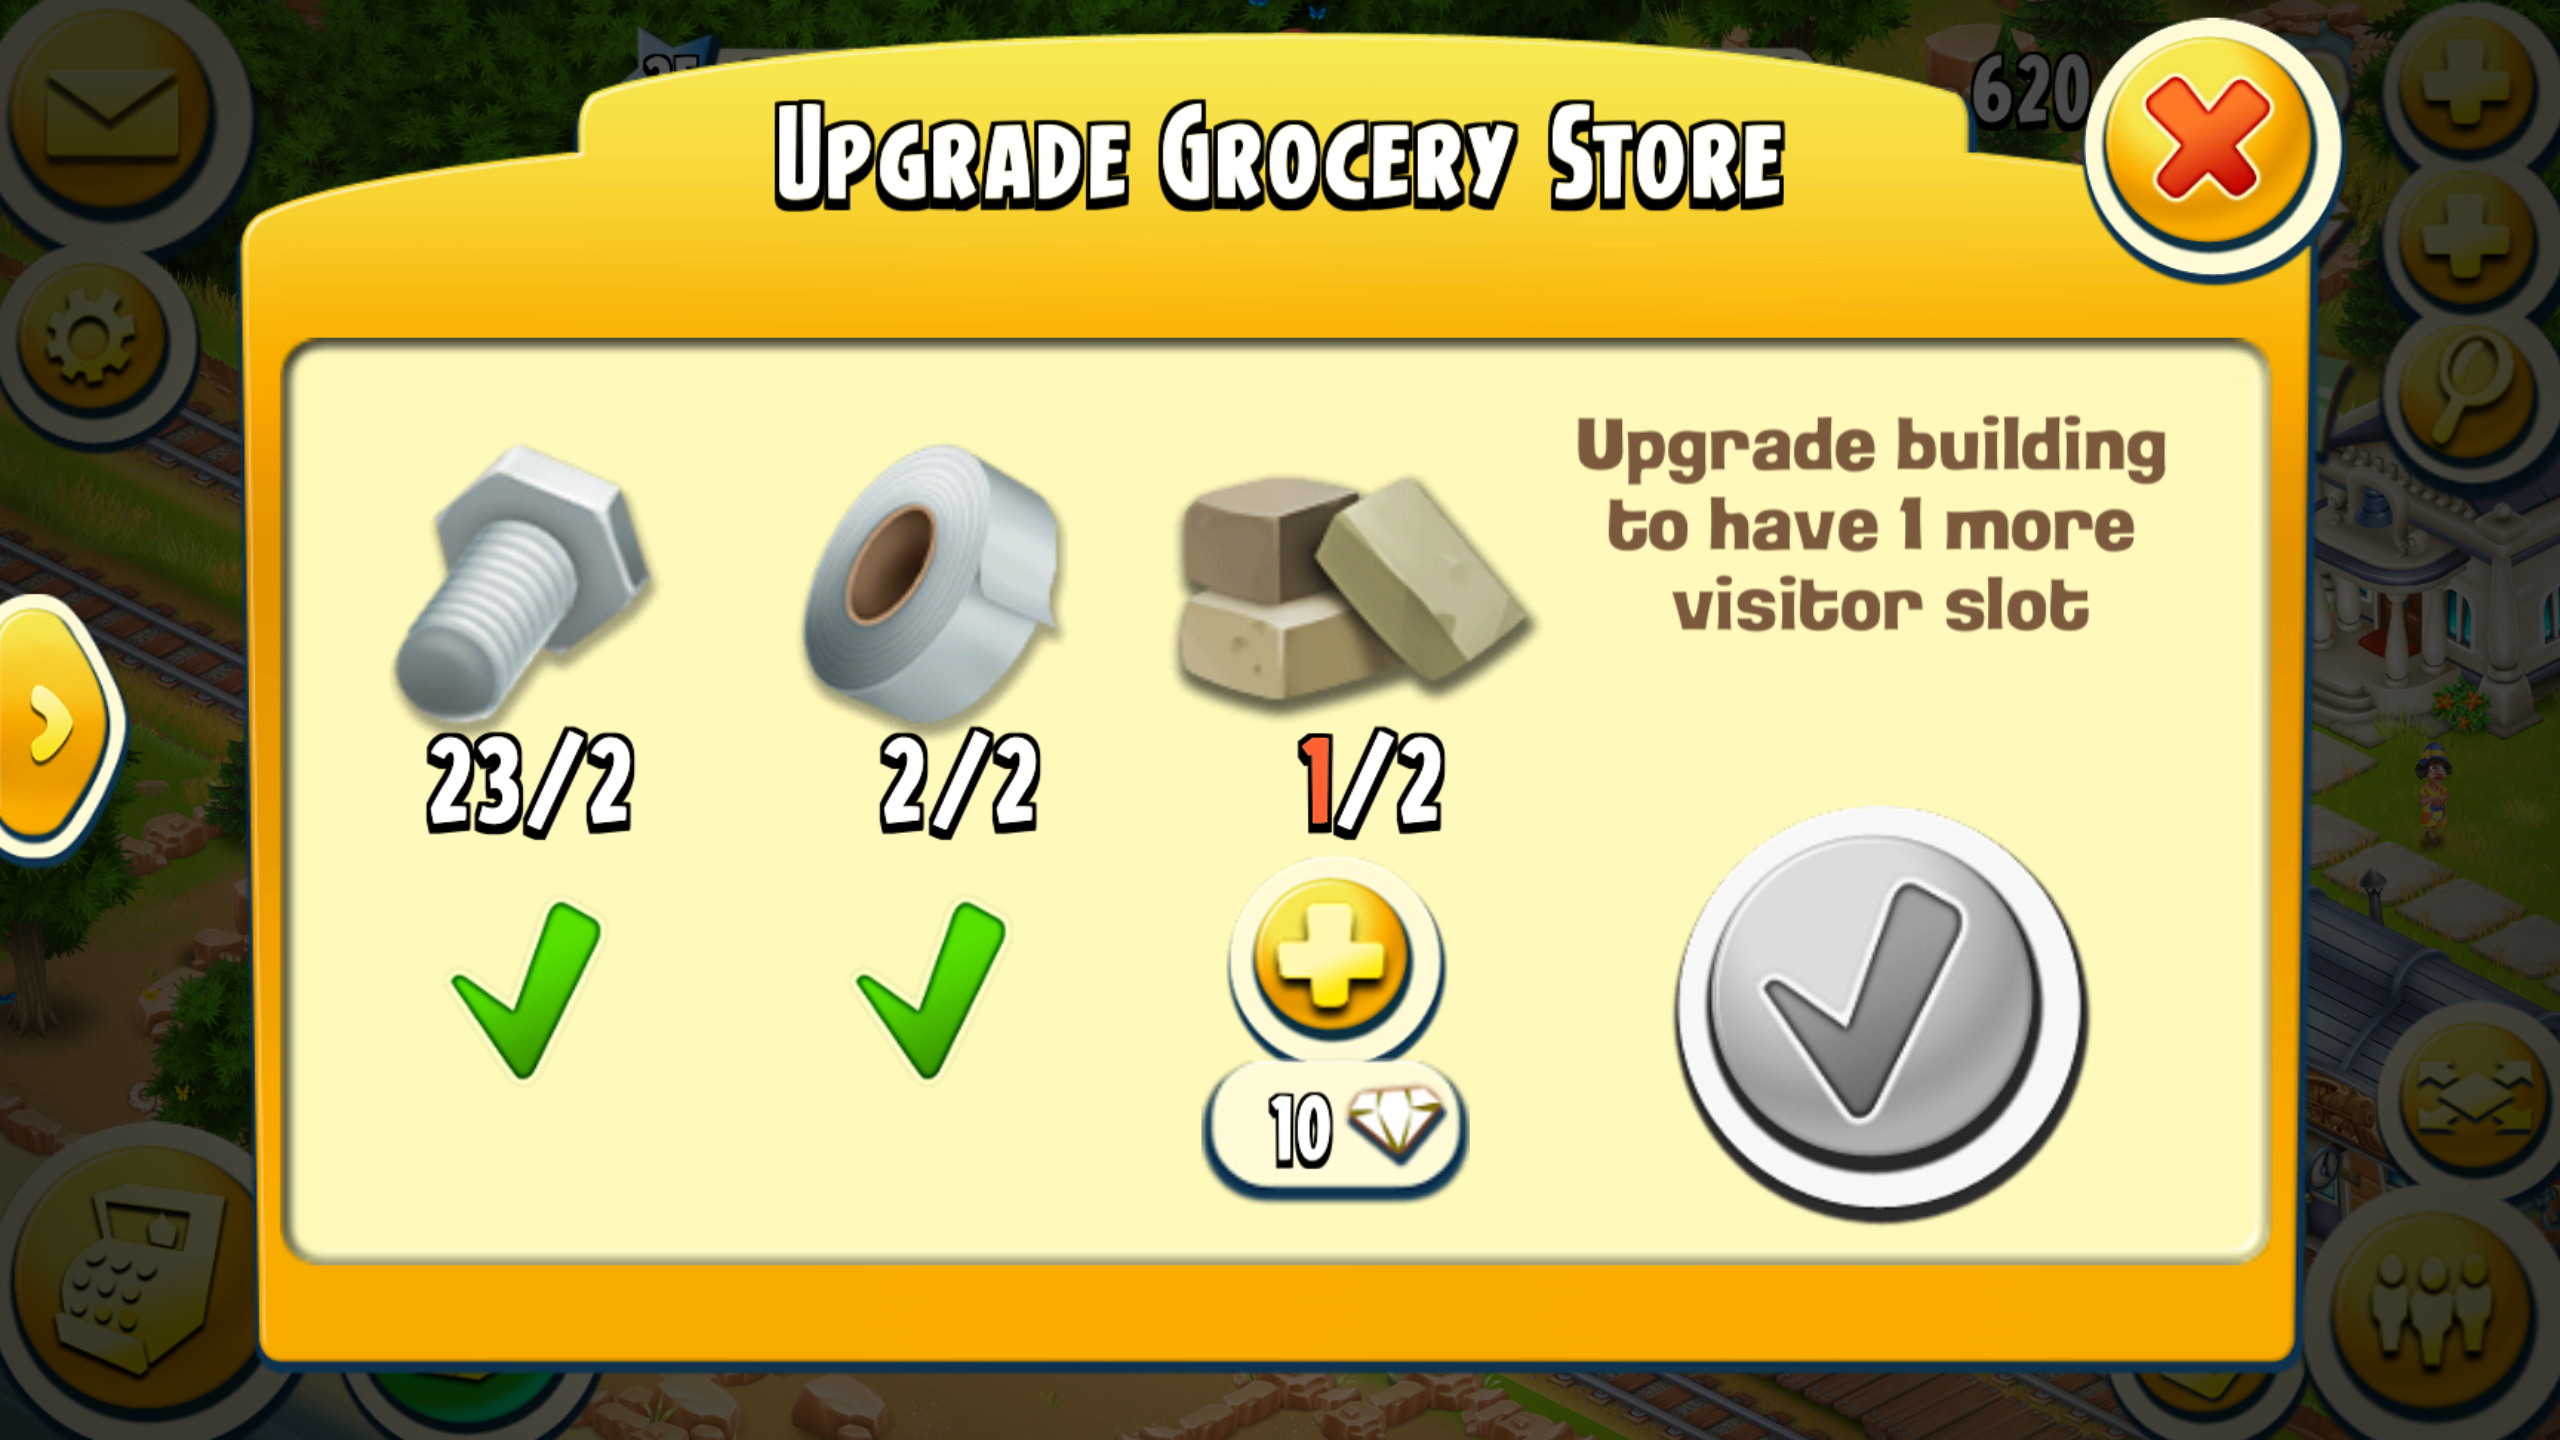 620
UPGRADE GROCERY STORE
Upgrade building
to have 1 more
visitor slot
23/2
2/2
1/2
10